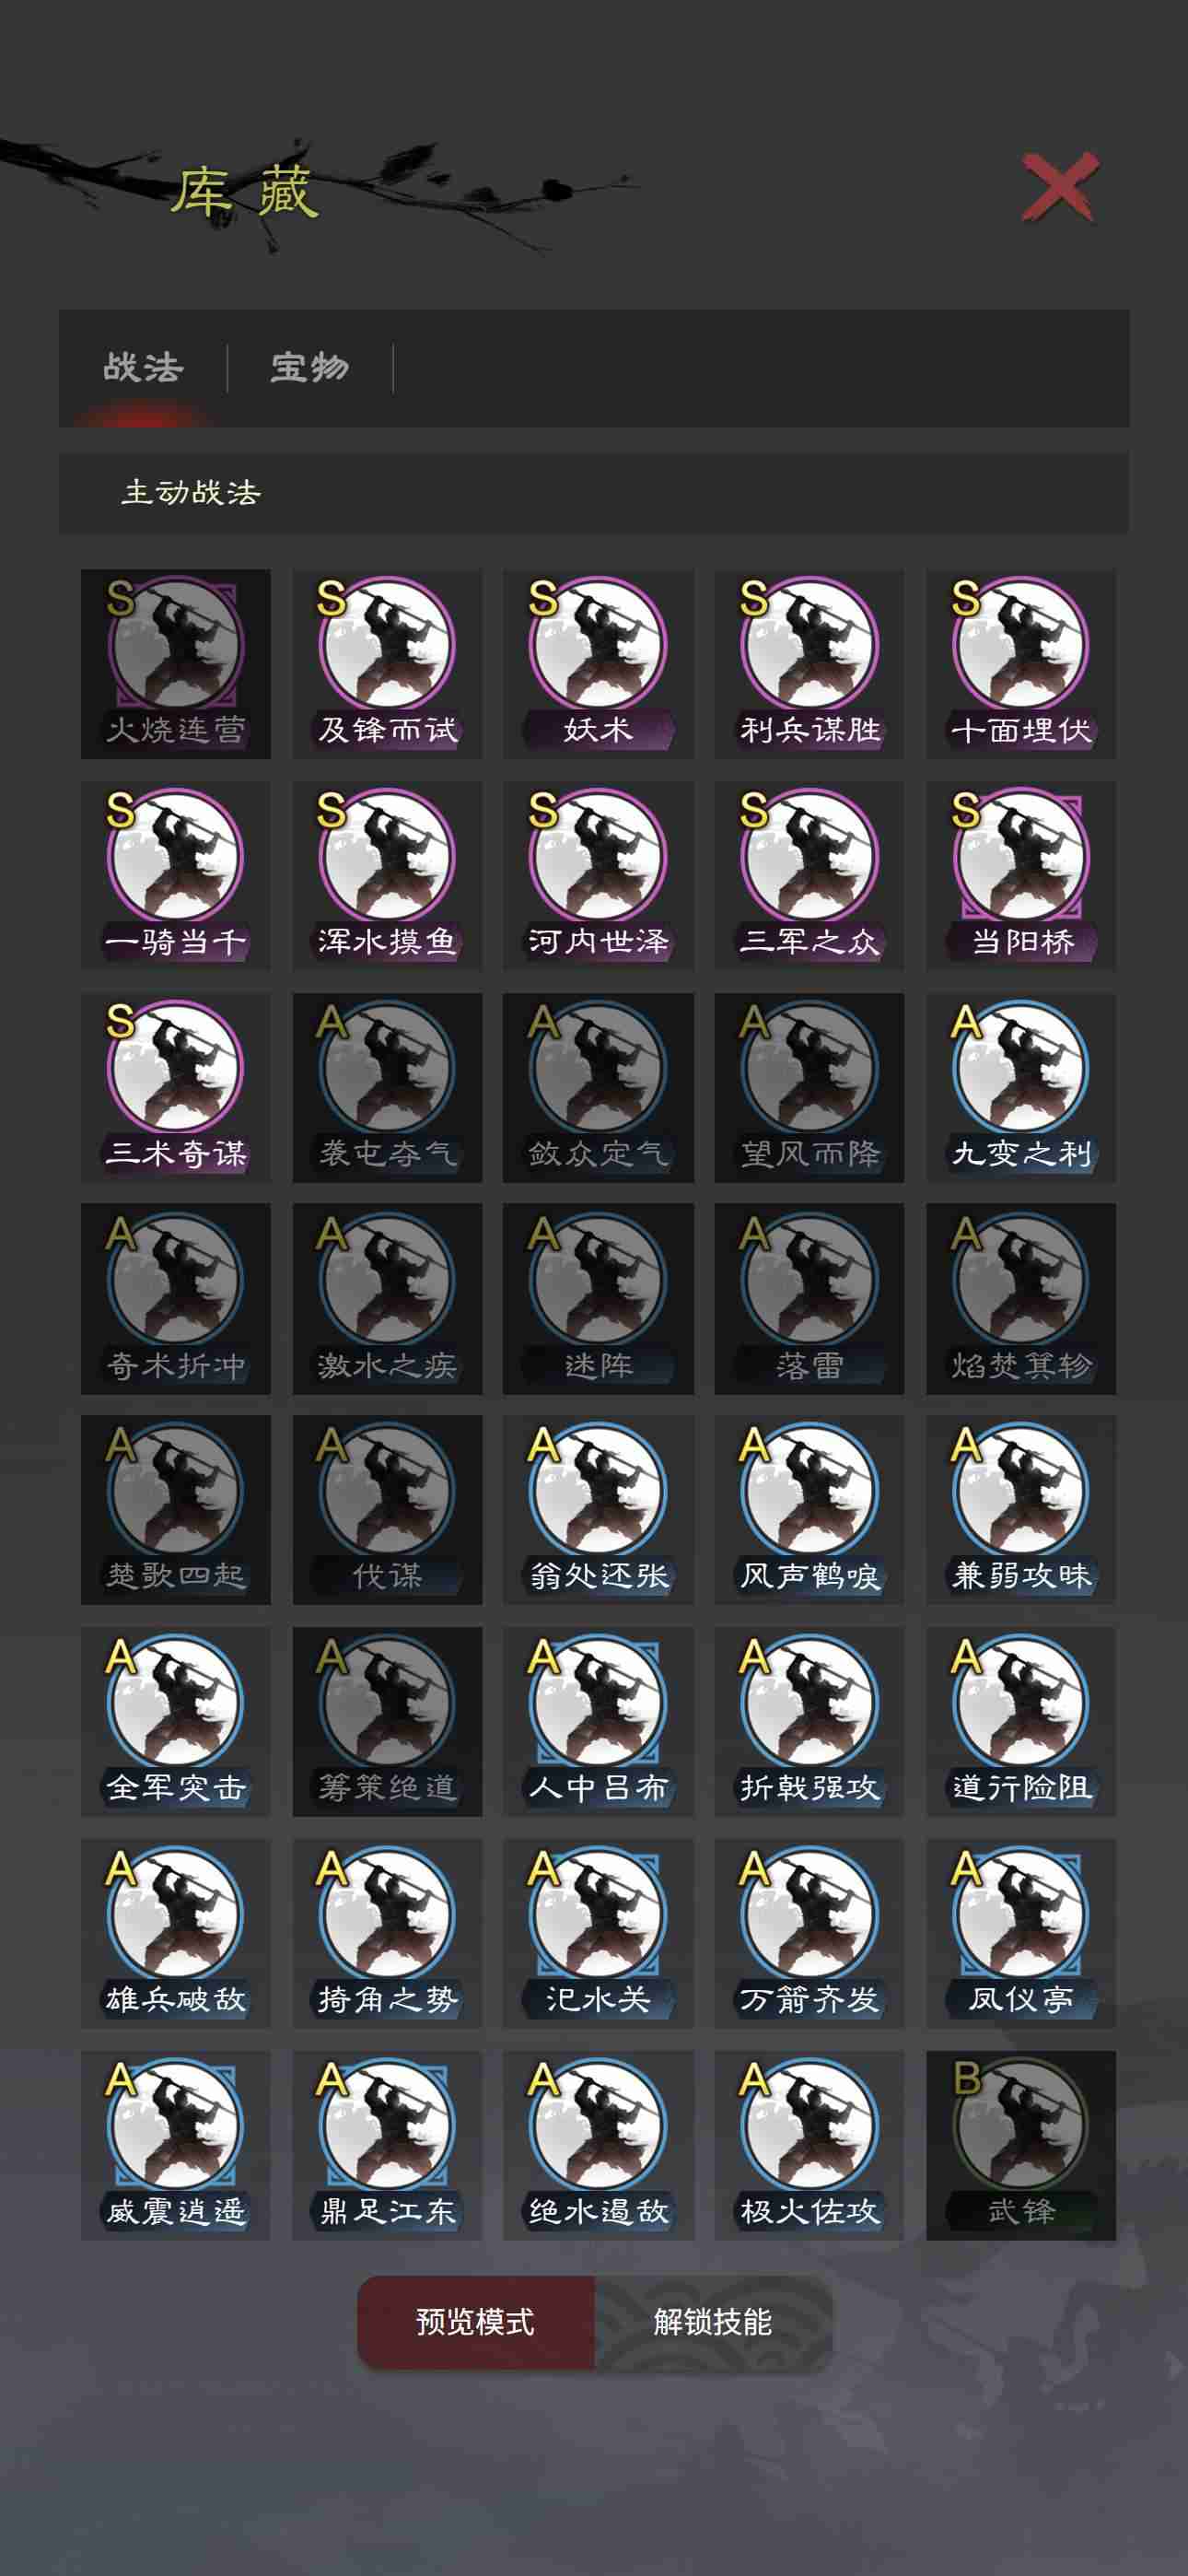 库藏
战法 宝物
主动战法
S S S S S
火烧连营 及锋而试 妖术 利兵谋胜 十面埋伏
S S S S S
一骑当千 浑水摸鱼 河内世泽 三军之众 当阳桥
S A A A A
三术奇谋 袭屯夺气 敛众定气 望风而降 九变之利
A A A A A
奇术折冲 激水之疾 迷阵 落雷 焰焚箕轸
A A A A A
楚歌四起 伐谋 翕处还张 风声鹤唳 兼弱攻昧
A A A A A
全军突击 筹策绝道 人中吕布 折戟强攻 道行险阻
A A A A A
雄兵破敌 掎角之势 汜水关 万箭齐发 凤仪亭
A A A A B
威震逍遥 鼎足江东 绝水遏敌 极火佐攻 武锋
预览模式 解锁技能